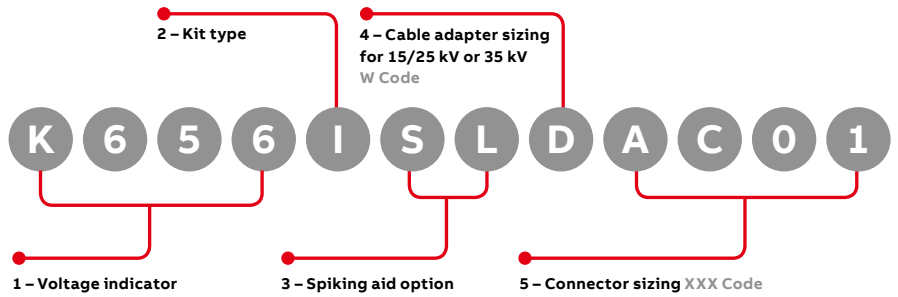 2 – Kit type
4 – Cable adapter sizing
for 15/25 kV or 35 kV
W Code
K 6 5 6 I S L D A C 0 1
1 – Voltage indicator
3 – Spiking aid option
5 – Connector sizing XXX Code